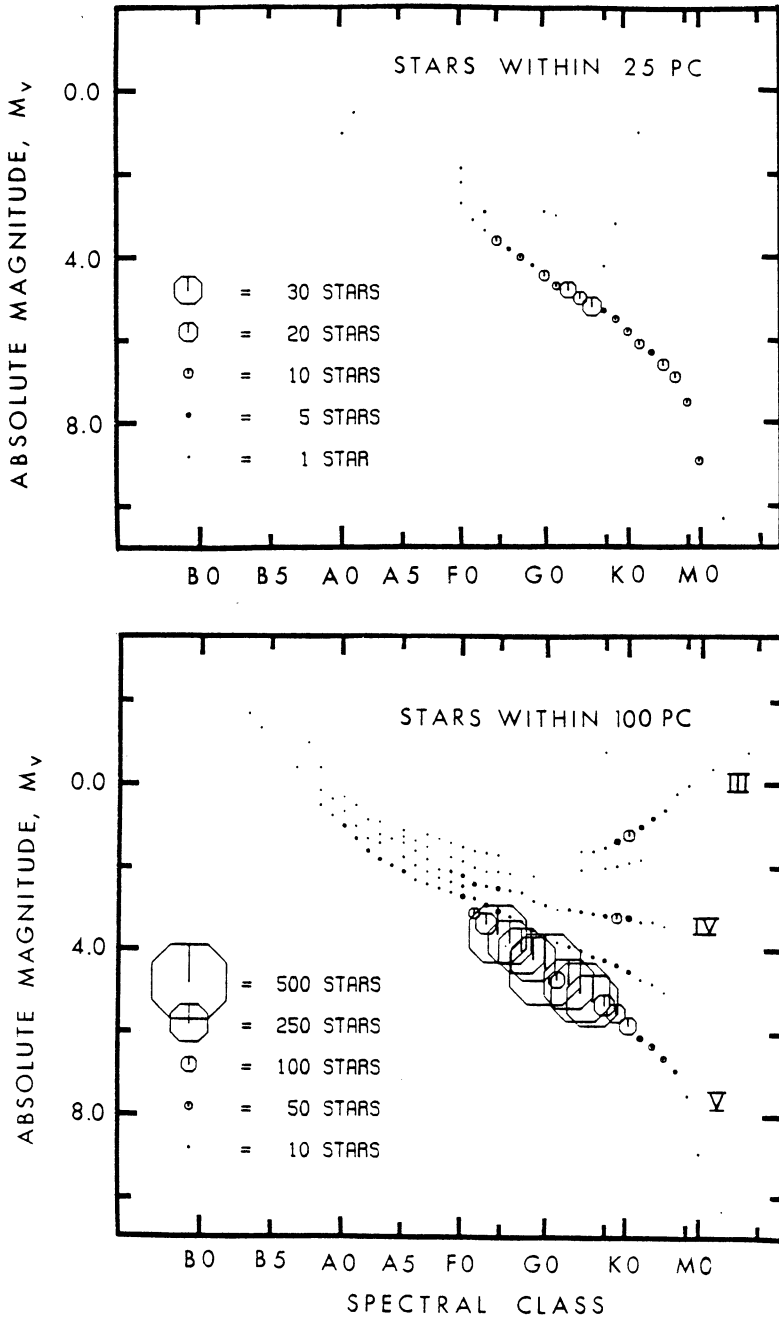 STARS WITHIN 25 PC
ABSOLUTE MAGNITUDE, Mv
0.0
4.0
8.0
= 30 STARS
= 20 STARS
= 10 STARS
= 5 STARS
= 1 STAR
B0 B5 A0 A5 F0 G0 K0 M0
STARS WITHIN 100 PC
ABSOLUTE MAGNITUDE, Mv
0.0
4.0
8.0
III
IV
V
= 500 STARS
= 250 STARS
= 100 STARS
= 50 STARS
= 10 STARS
B0 B5 A0 A5 F0 G0 K0 M0
SPECTRAL CLASS